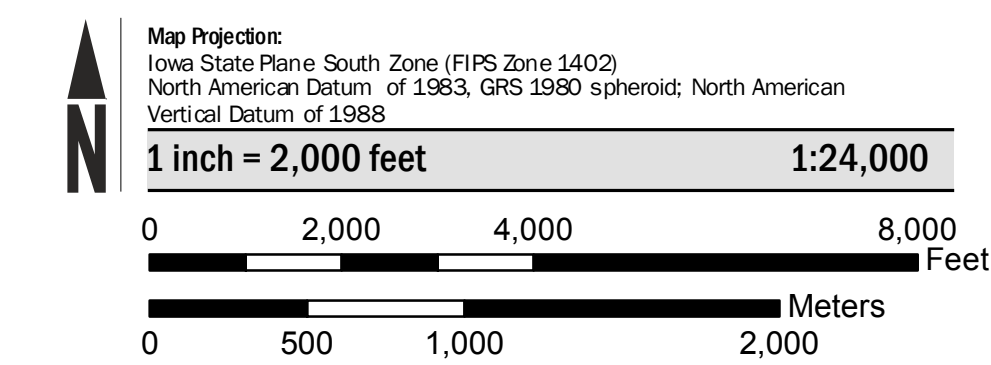 N
Map Projection:
Iowa State Plane South Zone (FIPS Zone 1402)
North American Datum of 1983, GRS 1980 spheroid; North American
Vertical Datum of 1988
1 inch = 2,000 feet 1:24,000
0 2,000 4,000 8,000
Feet
Meters
0 500 1,000 2,000